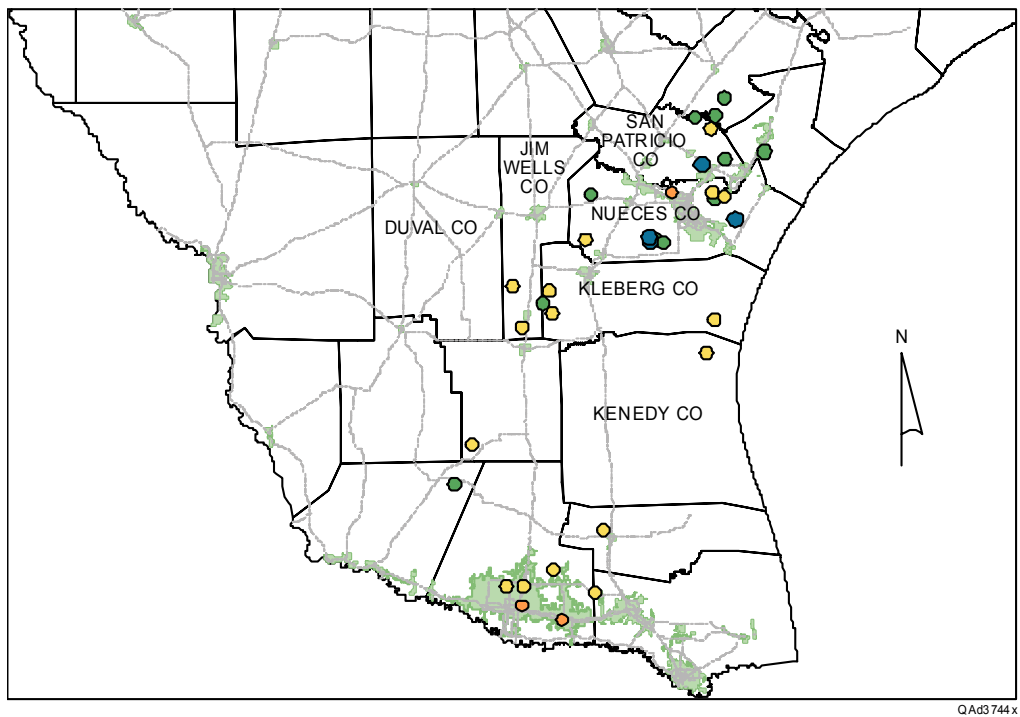 SAN
PATRICIO
CO
JIM
WELLS
CO
NUECES CO
DUVAL CO
KLEBERG CO
N
KENEDY CO
QAd3744x